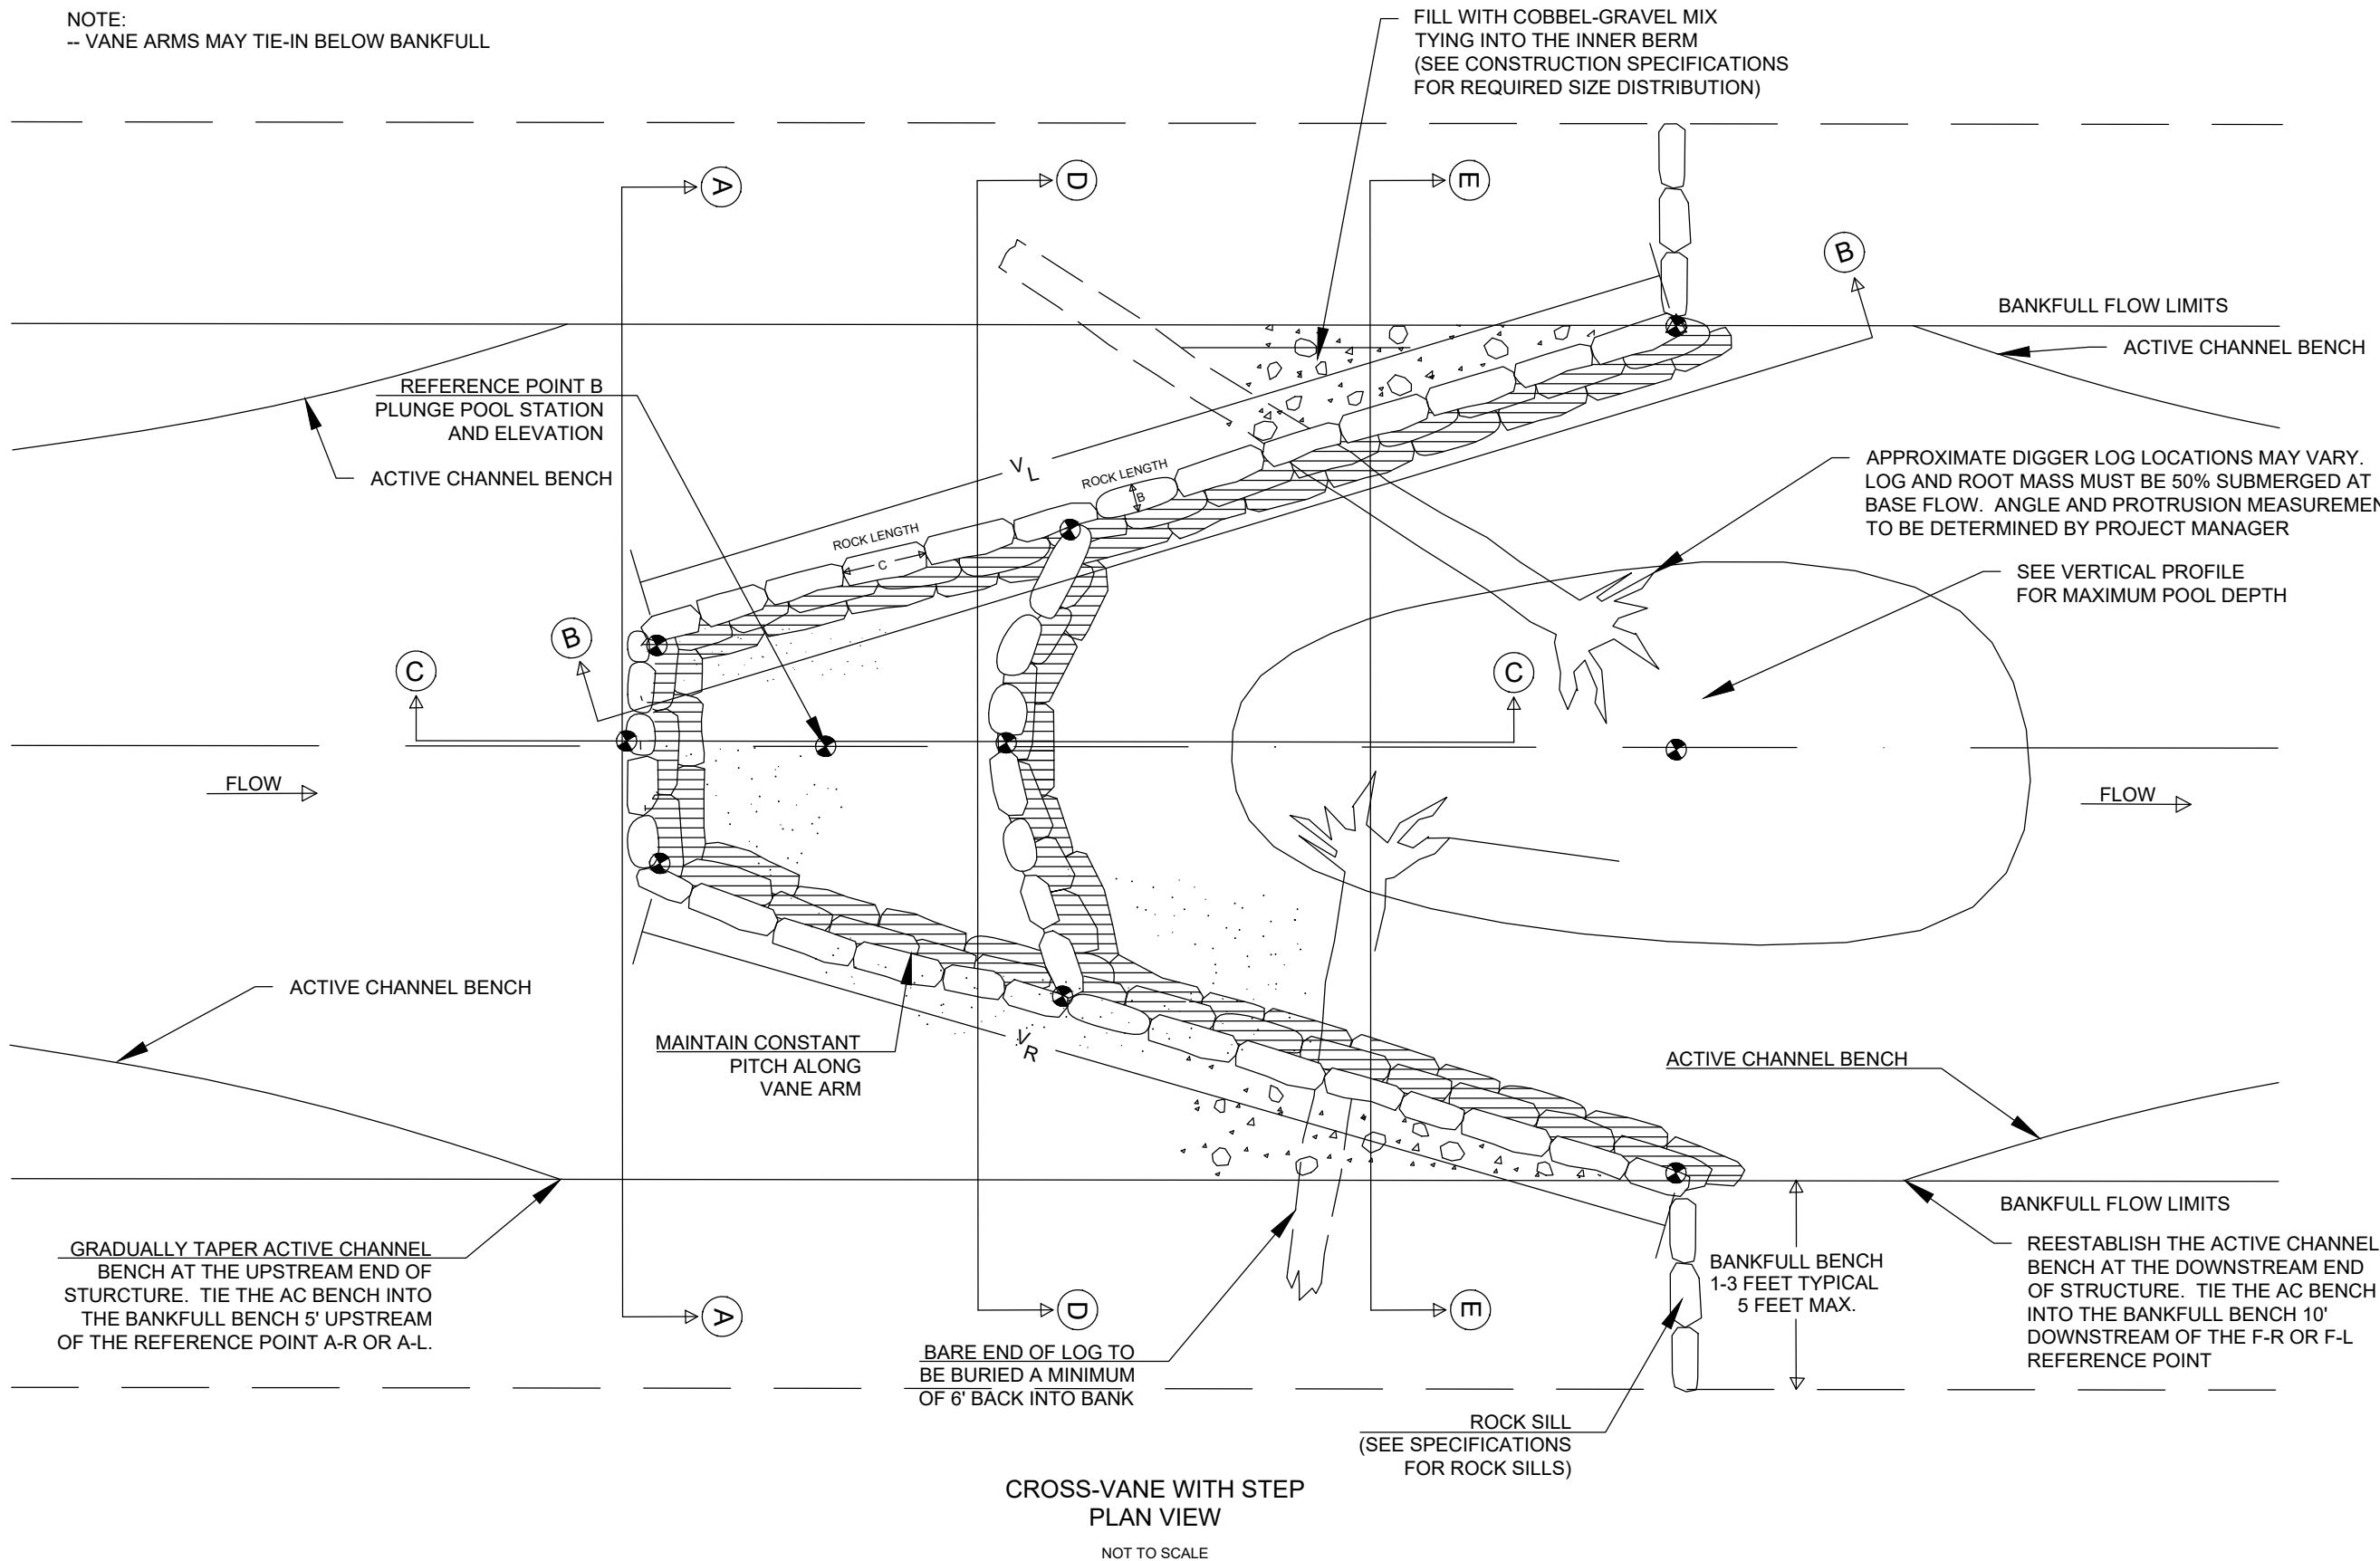 NOTE:
-- VANE ARMS MAY TIE-IN BELOW BANKFULL
FILL WITH COBBEL-GRAVEL MIX
TYING INTO THE INNER BERM
(SEE CONSTRUCTION SPECIFICATIONS
FOR REQUIRED SIZE DISTRIBUTION)
A
D
E
B
BANKFULL FLOW LIMITS
ACTIVE CHANNEL BENCH
REFERENCE POINT B
PLUNGE POOL STATION
AND ELEVATION
ACTIVE CHANNEL BENCH
V L
ROCK LENGTH
B
ROCK LENGTH
C
APPROXIMATE DIGGER LOG LOCATIONS MAY VARY.
LOG AND ROOT MASS MUST BE 50% SUBMERGED AT
BASE FLOW. ANGLE AND PROTRUSION MEASUREMEN
TO BE DETERMINED BY PROJECT MANAGER
SEE VERTICAL PROFILE
FOR MAXIMUM POOL DEPTH
B
C
C
FLOW
FLOW
ACTIVE CHANNEL BENCH
MAINTAIN CONSTANT
PITCH ALONG
VANE ARM
V R
ACTIVE CHANNEL BENCH
BANKFULL FLOW LIMITS
GRADUALLY TAPER ACTIVE CHANNEL
BENCH AT THE UPSTREAM END OF
STURCTURE. TIE THE AC BENCH INTO
THE BANKFULL BENCH 5' UPSTREAM
OF THE REFERENCE POINT A-R OR A-L.
A
D
E
BANKFULL BENCH
1-3 FEET TYPICAL
5 FEET MAX.
REESTABLISH THE ACTIVE CHANNEL
BENCH AT THE DOWNSTREAM END
OF STRUCTURE. TIE THE AC BENCH
INTO THE BANKFULL BENCH 10'
DOWNSTREAM OF THE F-R OR F-L
REFERENCE POINT
BARE END OF LOG TO
BE BURIED A MINIMUM
OF 6' BACK INTO BANK
ROCK SILL
(SEE SPECIFICATIONS
FOR ROCK SILLS)
CROSS-VANE WITH STEP
PLAN VIEW
NOT TO SCALE